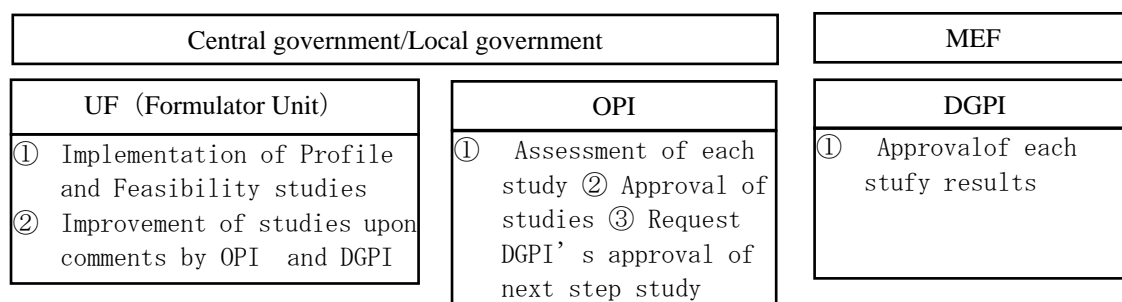 Central government/Local government
MEF
UF（Formulator Unit）
① Implementation of Profile
and Feasibility studies
② Improvement of studies upon
comments by OPI and DGPI
OPI
① Assessment of each
study ② Approval of
studies ③ Request
DGPI’s approval of
next step study
DGPI
① Approvalof each
stufy results